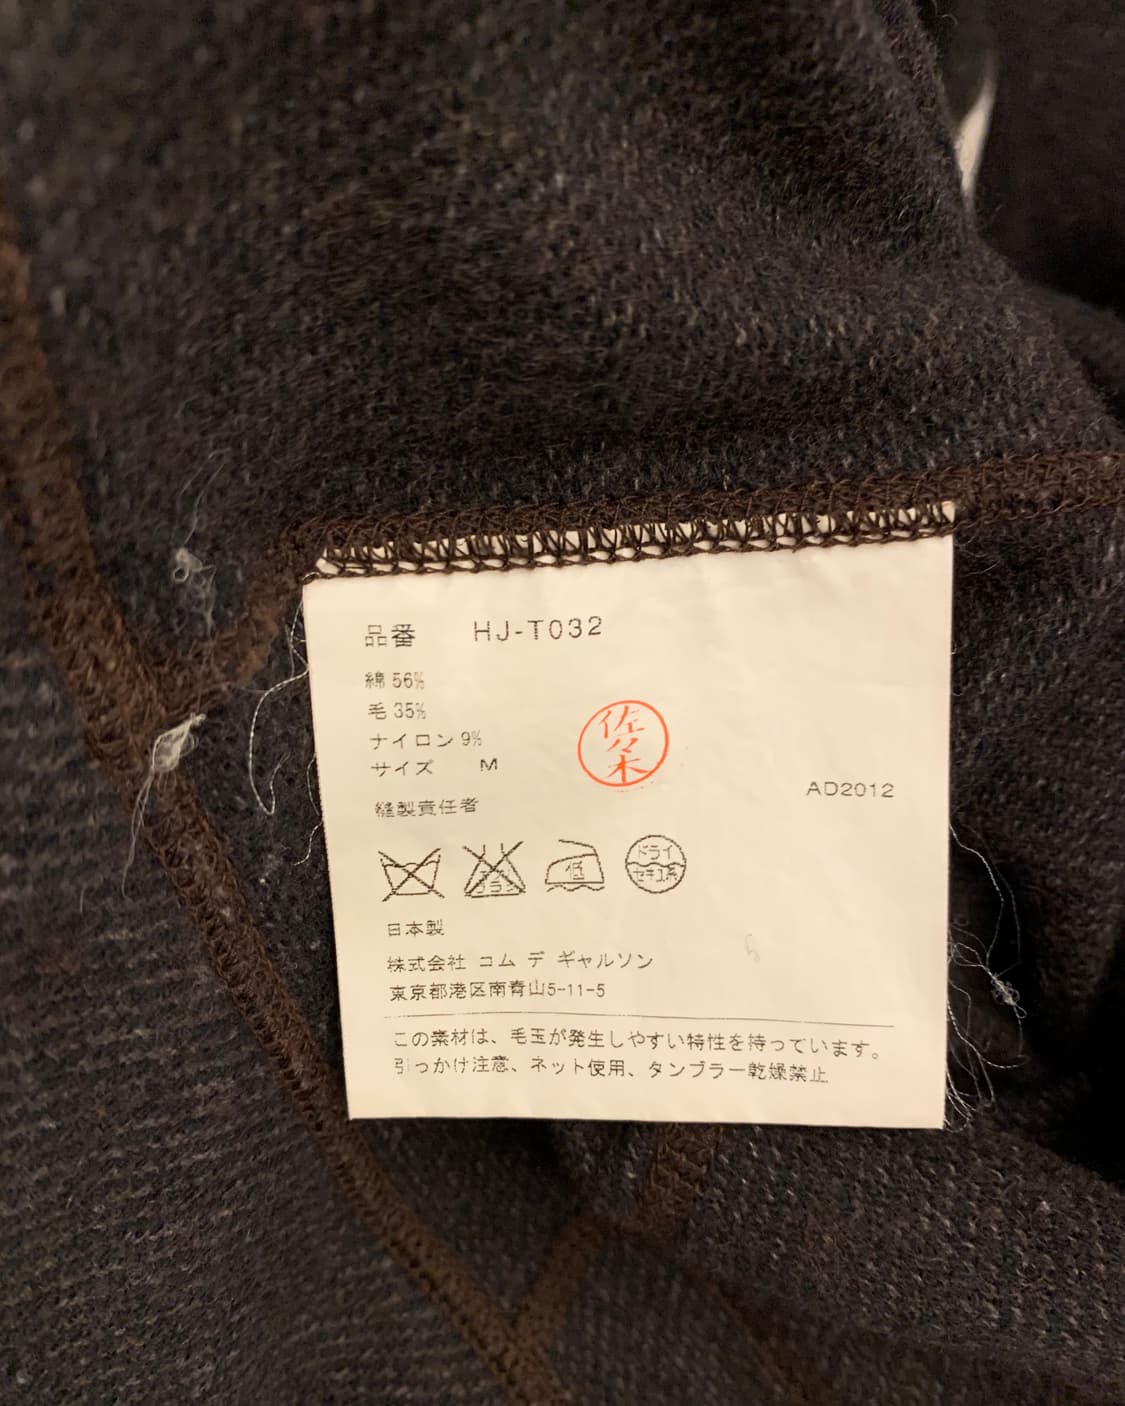 品番 HJ-T032
綿 56%
毛 35%
ナイロン 9%
サイズ M
佐々木
AD2012
縫製責任者
低
ドライ
セキユ系
日本製
株式会社 コム デ ギャルソン
東京都港区南青山5-11-5
この素材は、毛玉が発生しやすい特性を持っています。
引っかけ注意、ネット使用、タンブラー乾燥禁止